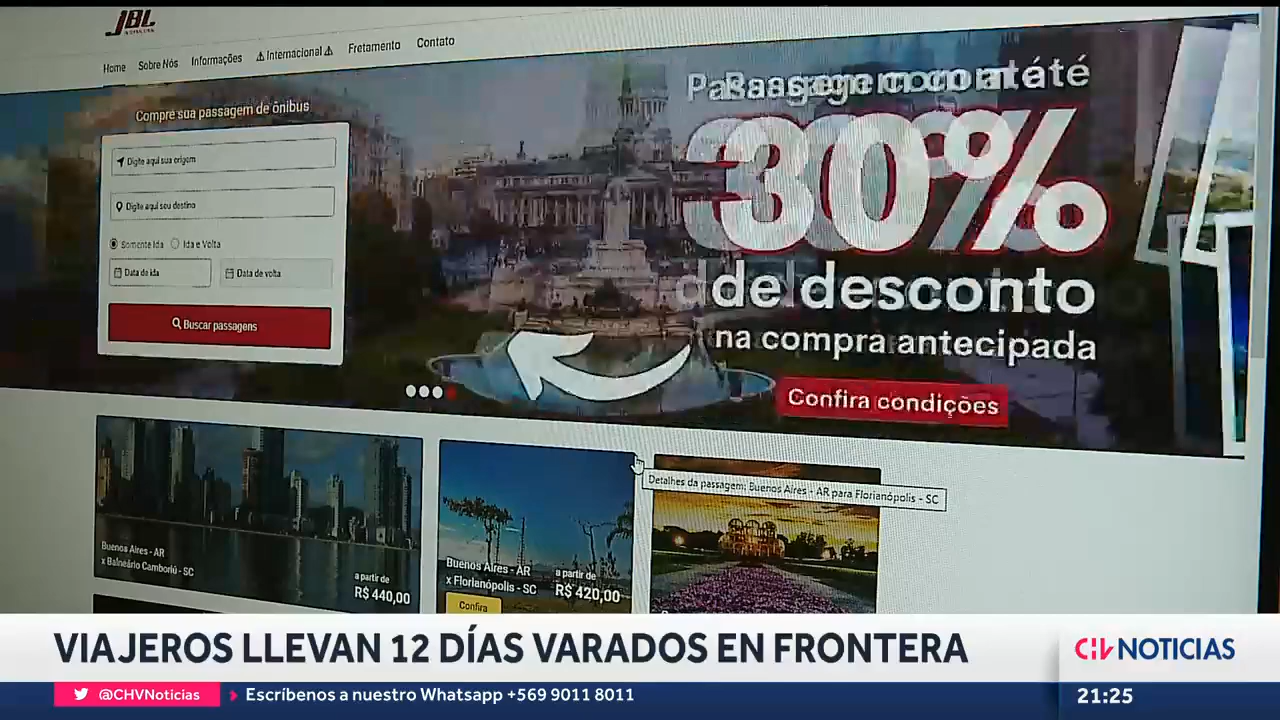 JBL
Home Sobre Nós Informações ⚠ Internacional ⚠ Fretamento Contato
Compre sua passagem de ônibus
Digite aqui sua origem
Digite aqui seu destino
Somente Ida Ida e Volta
Data de ida Data de volta
Buscar passagens
Passagem com até
30%
de desconto
na compra antecipada
Confira condições
Detalhes da passagem: Buenos Aires - AR para Florianópolis - SC
Buenos Aires - AR
x Balneário Camboriú - SC
a partir de
R$ 440,00
Buenos Aires - AR
x Florianópolis - SC
a partir de
R$ 420,00
Confira
VIAJEROS LLEVAN 12 DÍAS VARADOS EN FRONTERA
CHV NOTICIAS
@CHVNoticias Escríbenos a nuestro Whatsapp +569 9011 8011
21:25